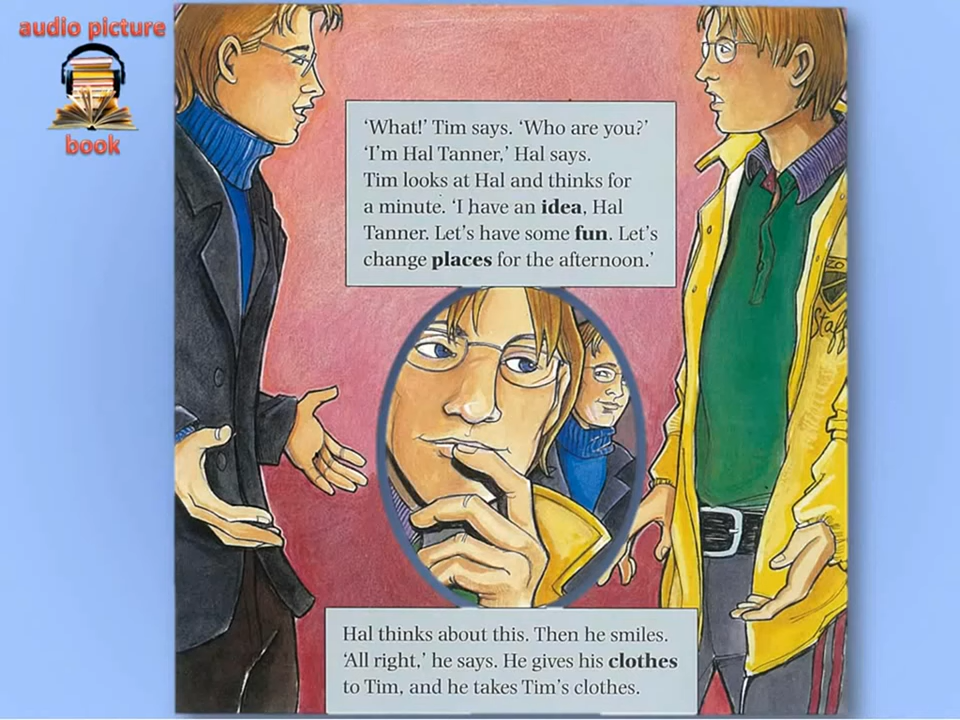 audio picture
book
‘What!’ Tim says. ‘Who are you?’
‘I’m Hal Tanner,’ Hal says.
Tim looks at Hal and thinks for
a minute. ‘I have an idea, Hal
Tanner. Let’s have some fun. Let’s
change places for the afternoon.’
Staff
Hal thinks about this. Then he smiles.
‘All right,’ he says. He gives his clothes
to Tim, and he takes Tim’s clothes.